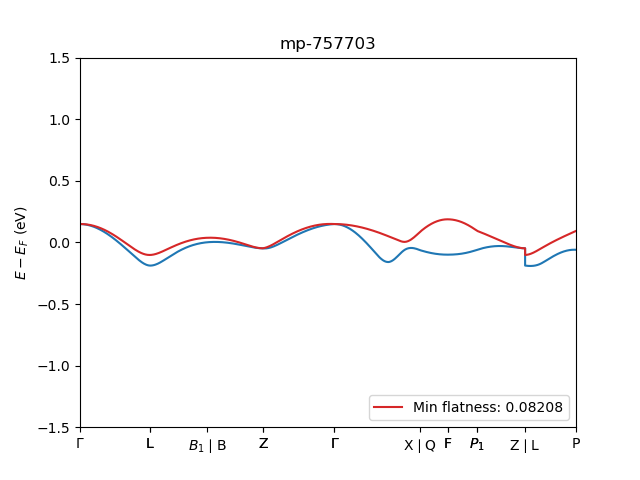 mp-757703
E − E_F (eV)
1.5
1.0
0.5
0.0
−0.5
−1.0
−1.5
Min flatness: 0.08208
Γ L B₁ | B Z Γ X | Q F P₁ Z | L P